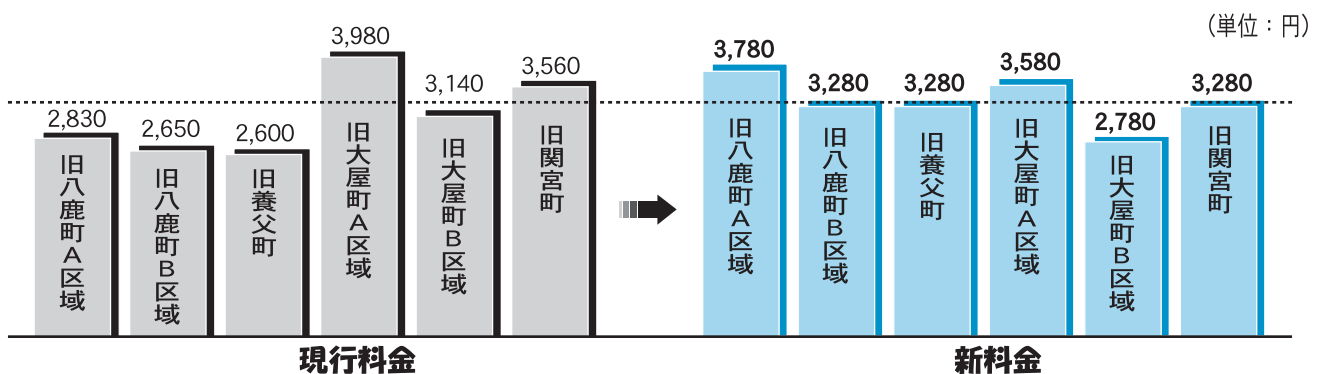 （単位：円）
2,830
旧八鹿町A区域
2,650
旧八鹿町B区域
2,600
旧養父町
3,980
旧大屋町A区域
3,140
旧大屋町B区域
3,560
旧関宮町
現行料金
3,780
旧八鹿町A区域
3,280
旧八鹿町B区域
3,280
旧養父町
3,580
旧大屋町A区域
2,780
旧大屋町B区域
3,280
旧関宮町
新料金